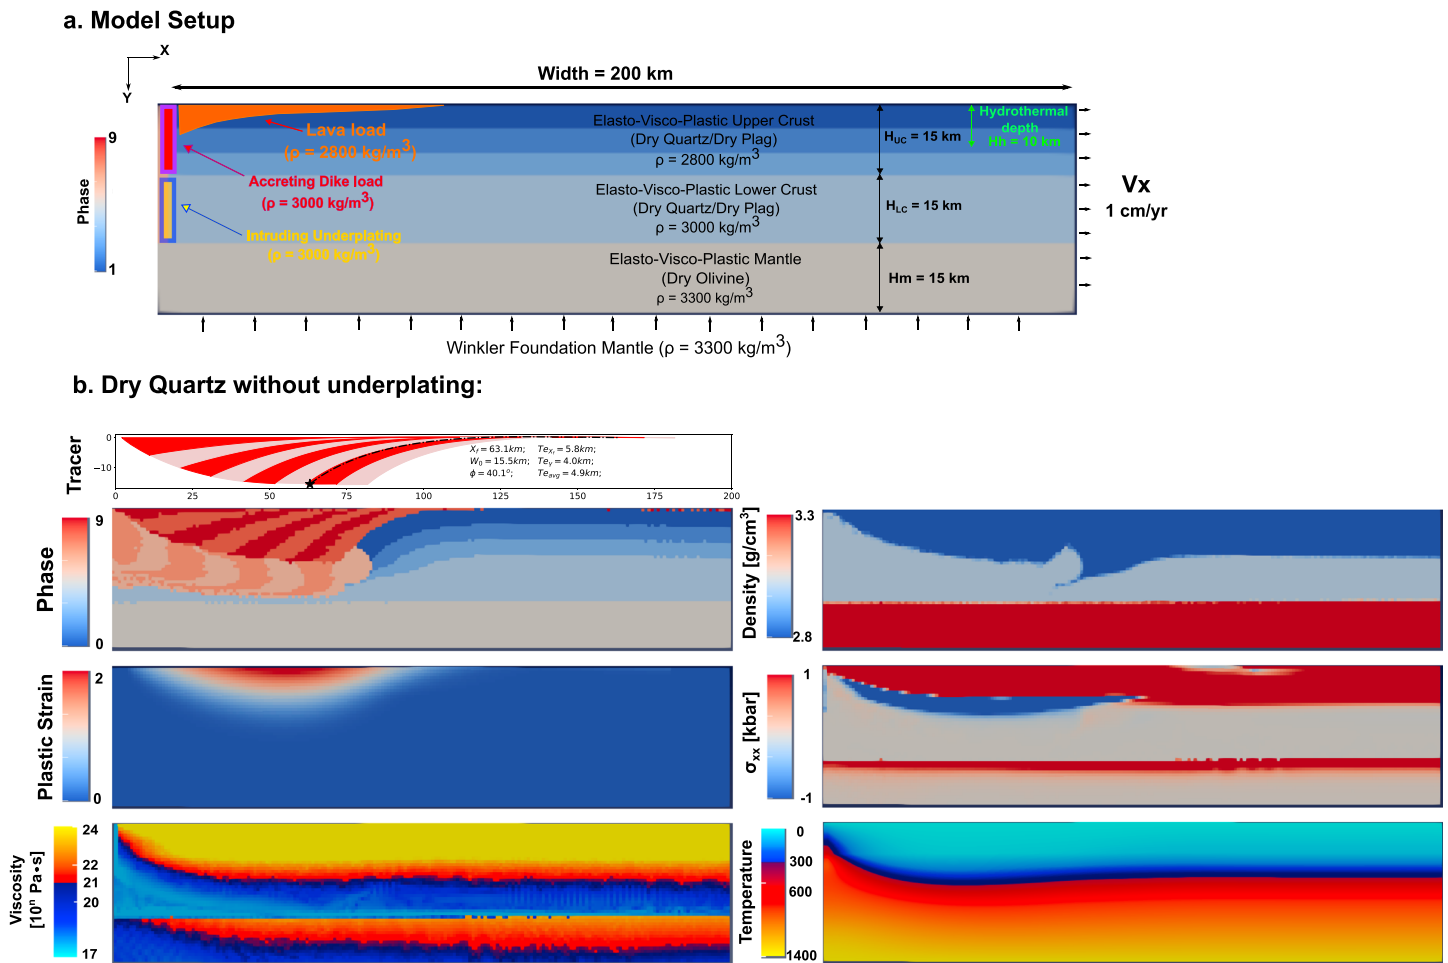 a. Model Setup
X
Y
Width = 200 km
Phase
9
1
Lava load
(ρ = 2800 kg/m3)
Accreting Dike load
(ρ = 3000 kg/m3)
Intruding Underplating
(ρ = 3000 kg/m3)
Elasto-Visco-Plastic Upper Crust
(Dry Quartz/Dry Plag)
ρ = 2800 kg/m3
HUC = 15 km
Hydrothermal
depth
Hh = 10 km
Elasto-Visco-Plastic Lower Crust
(Dry Quartz/Dry Plag)
ρ = 3000 kg/m3
HLC = 15 km
Vx
1 cm/yr
Elasto-Visco-Plastic Mantle
(Dry Olivine)
ρ = 3300 kg/m3
Hm = 15 km
Winkler Foundation Mantle (ρ = 3300 kg/m3)
b. Dry Quartz without underplating:
Tracer
0
−10
Xf = 63.1km; TeXf = 5.8km;
W0 = 15.5km; Teγ = 4.0km;
ϕ = 40.1o; Teavg = 4.9km;
0 25 50 75 100 125 150 175 200
Phase
9
0
Density [g/cm3]
3.3
2.8
Plastic Strain
2
0
σxx [kbar]
1
-1
Viscosity
[10n Pa•s]
24
22
21
20
17
Temperature
0
300
600
1400